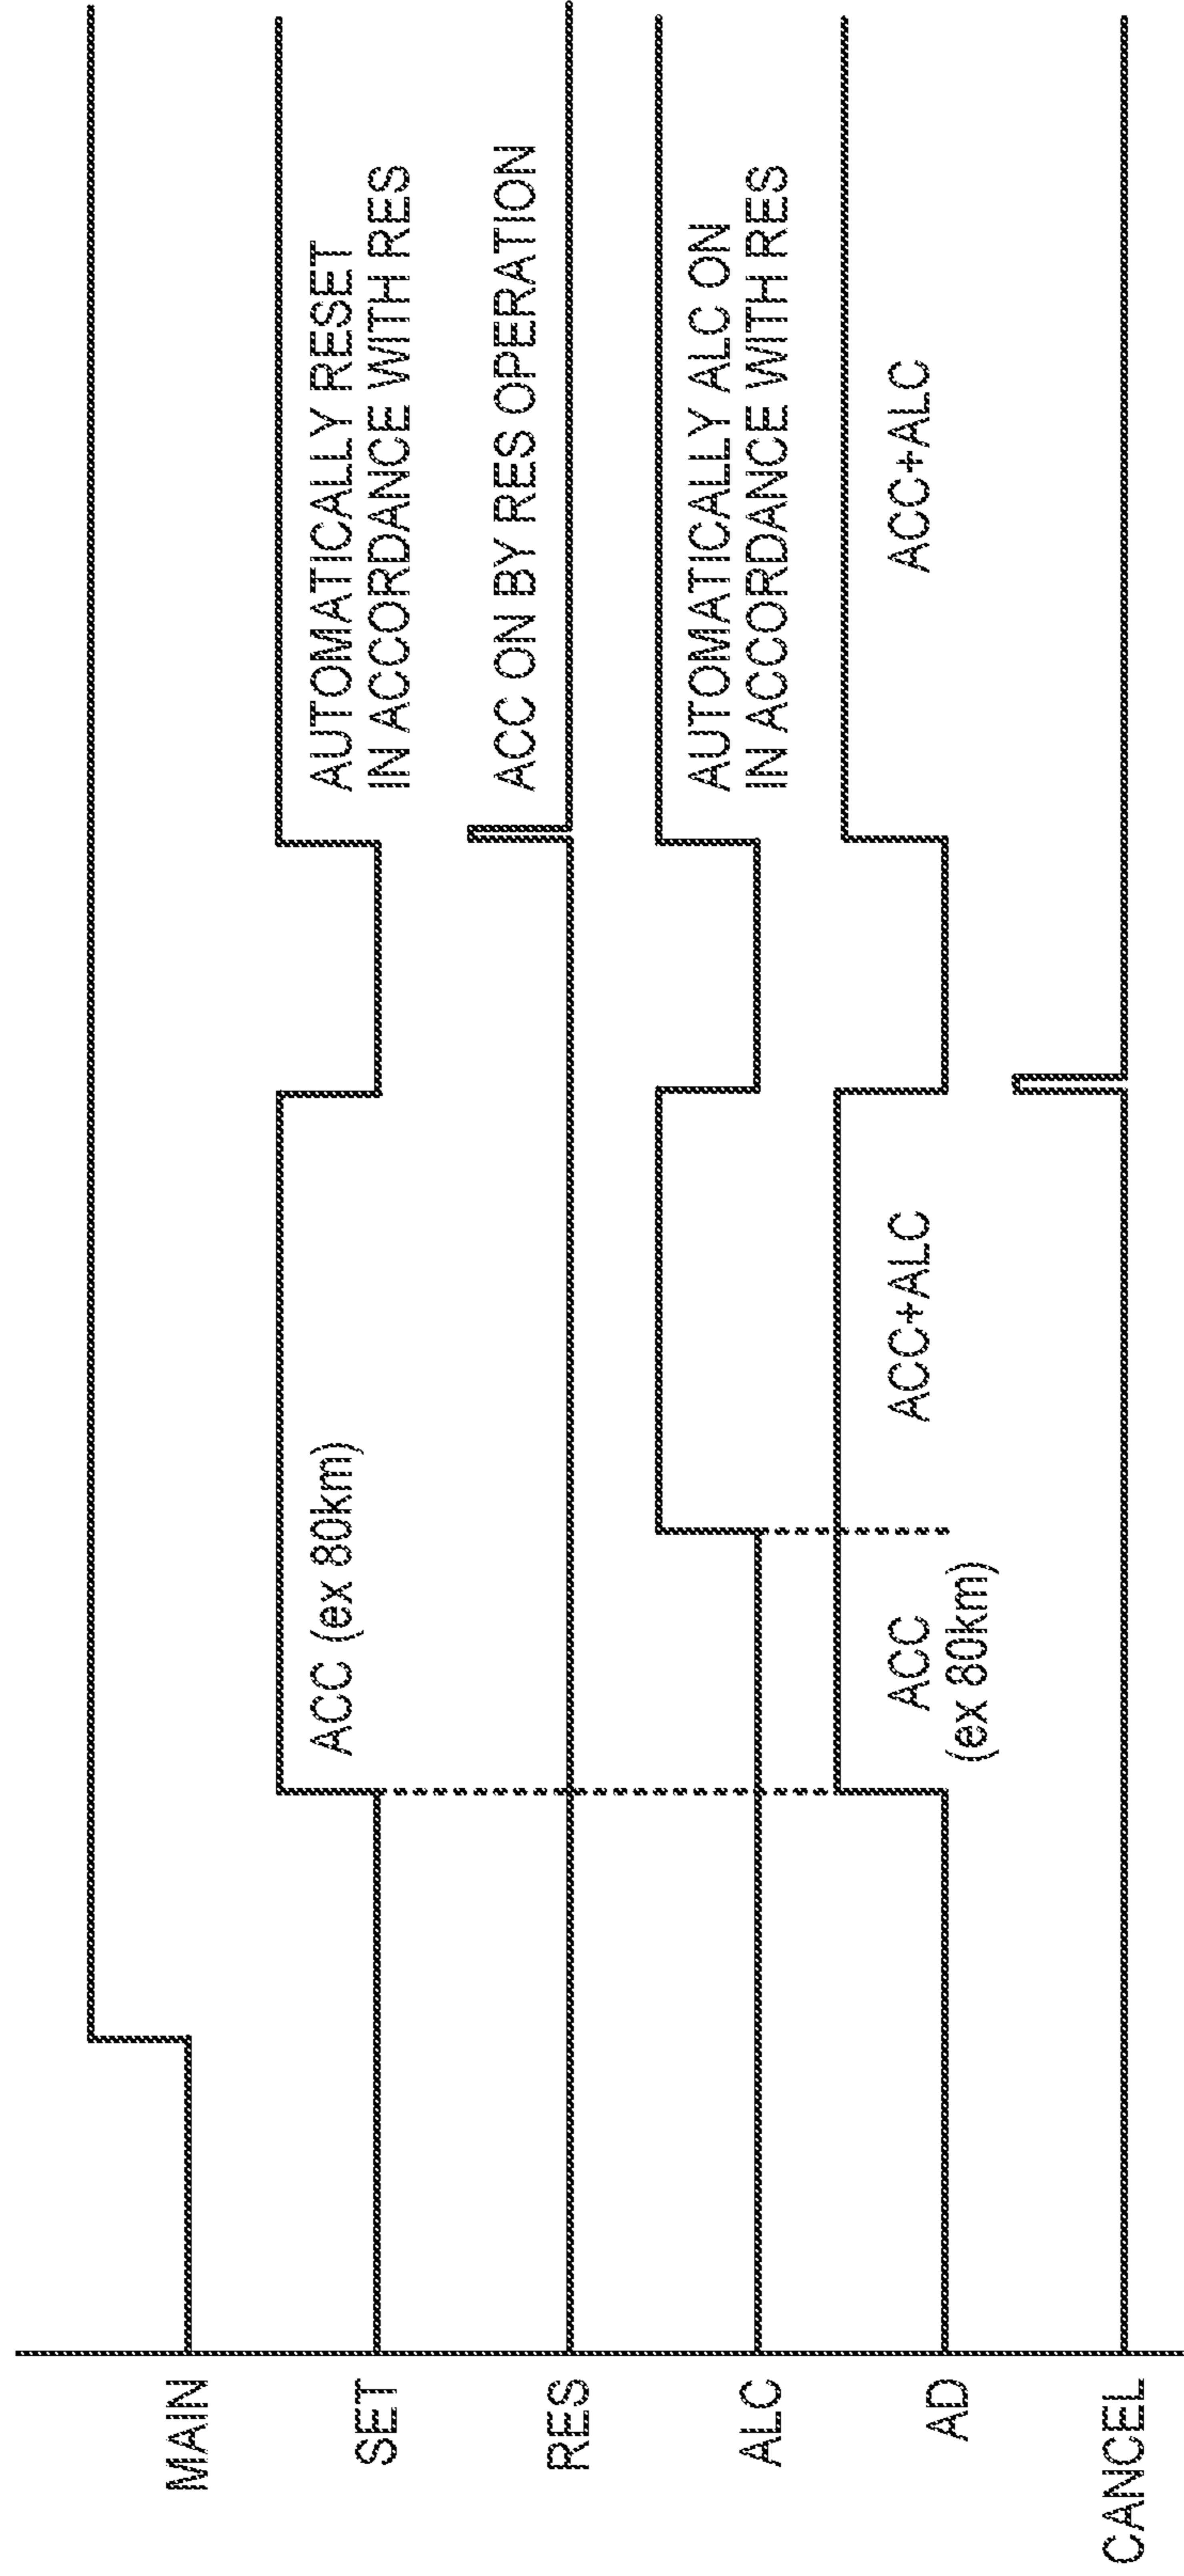 MAIN
SET
ACC (ex 80km)
AUTOMATICALLY RESET
IN ACCORDANCE WITH RES
RES
ACC ON BY RES OPERATION
ALC
AUTOMATICALLY ALC ON
IN ACCORDANCE WITH RES
AD
ACC
(ex 80km)
ACC+ALC
ACC+ALC
CANCEL